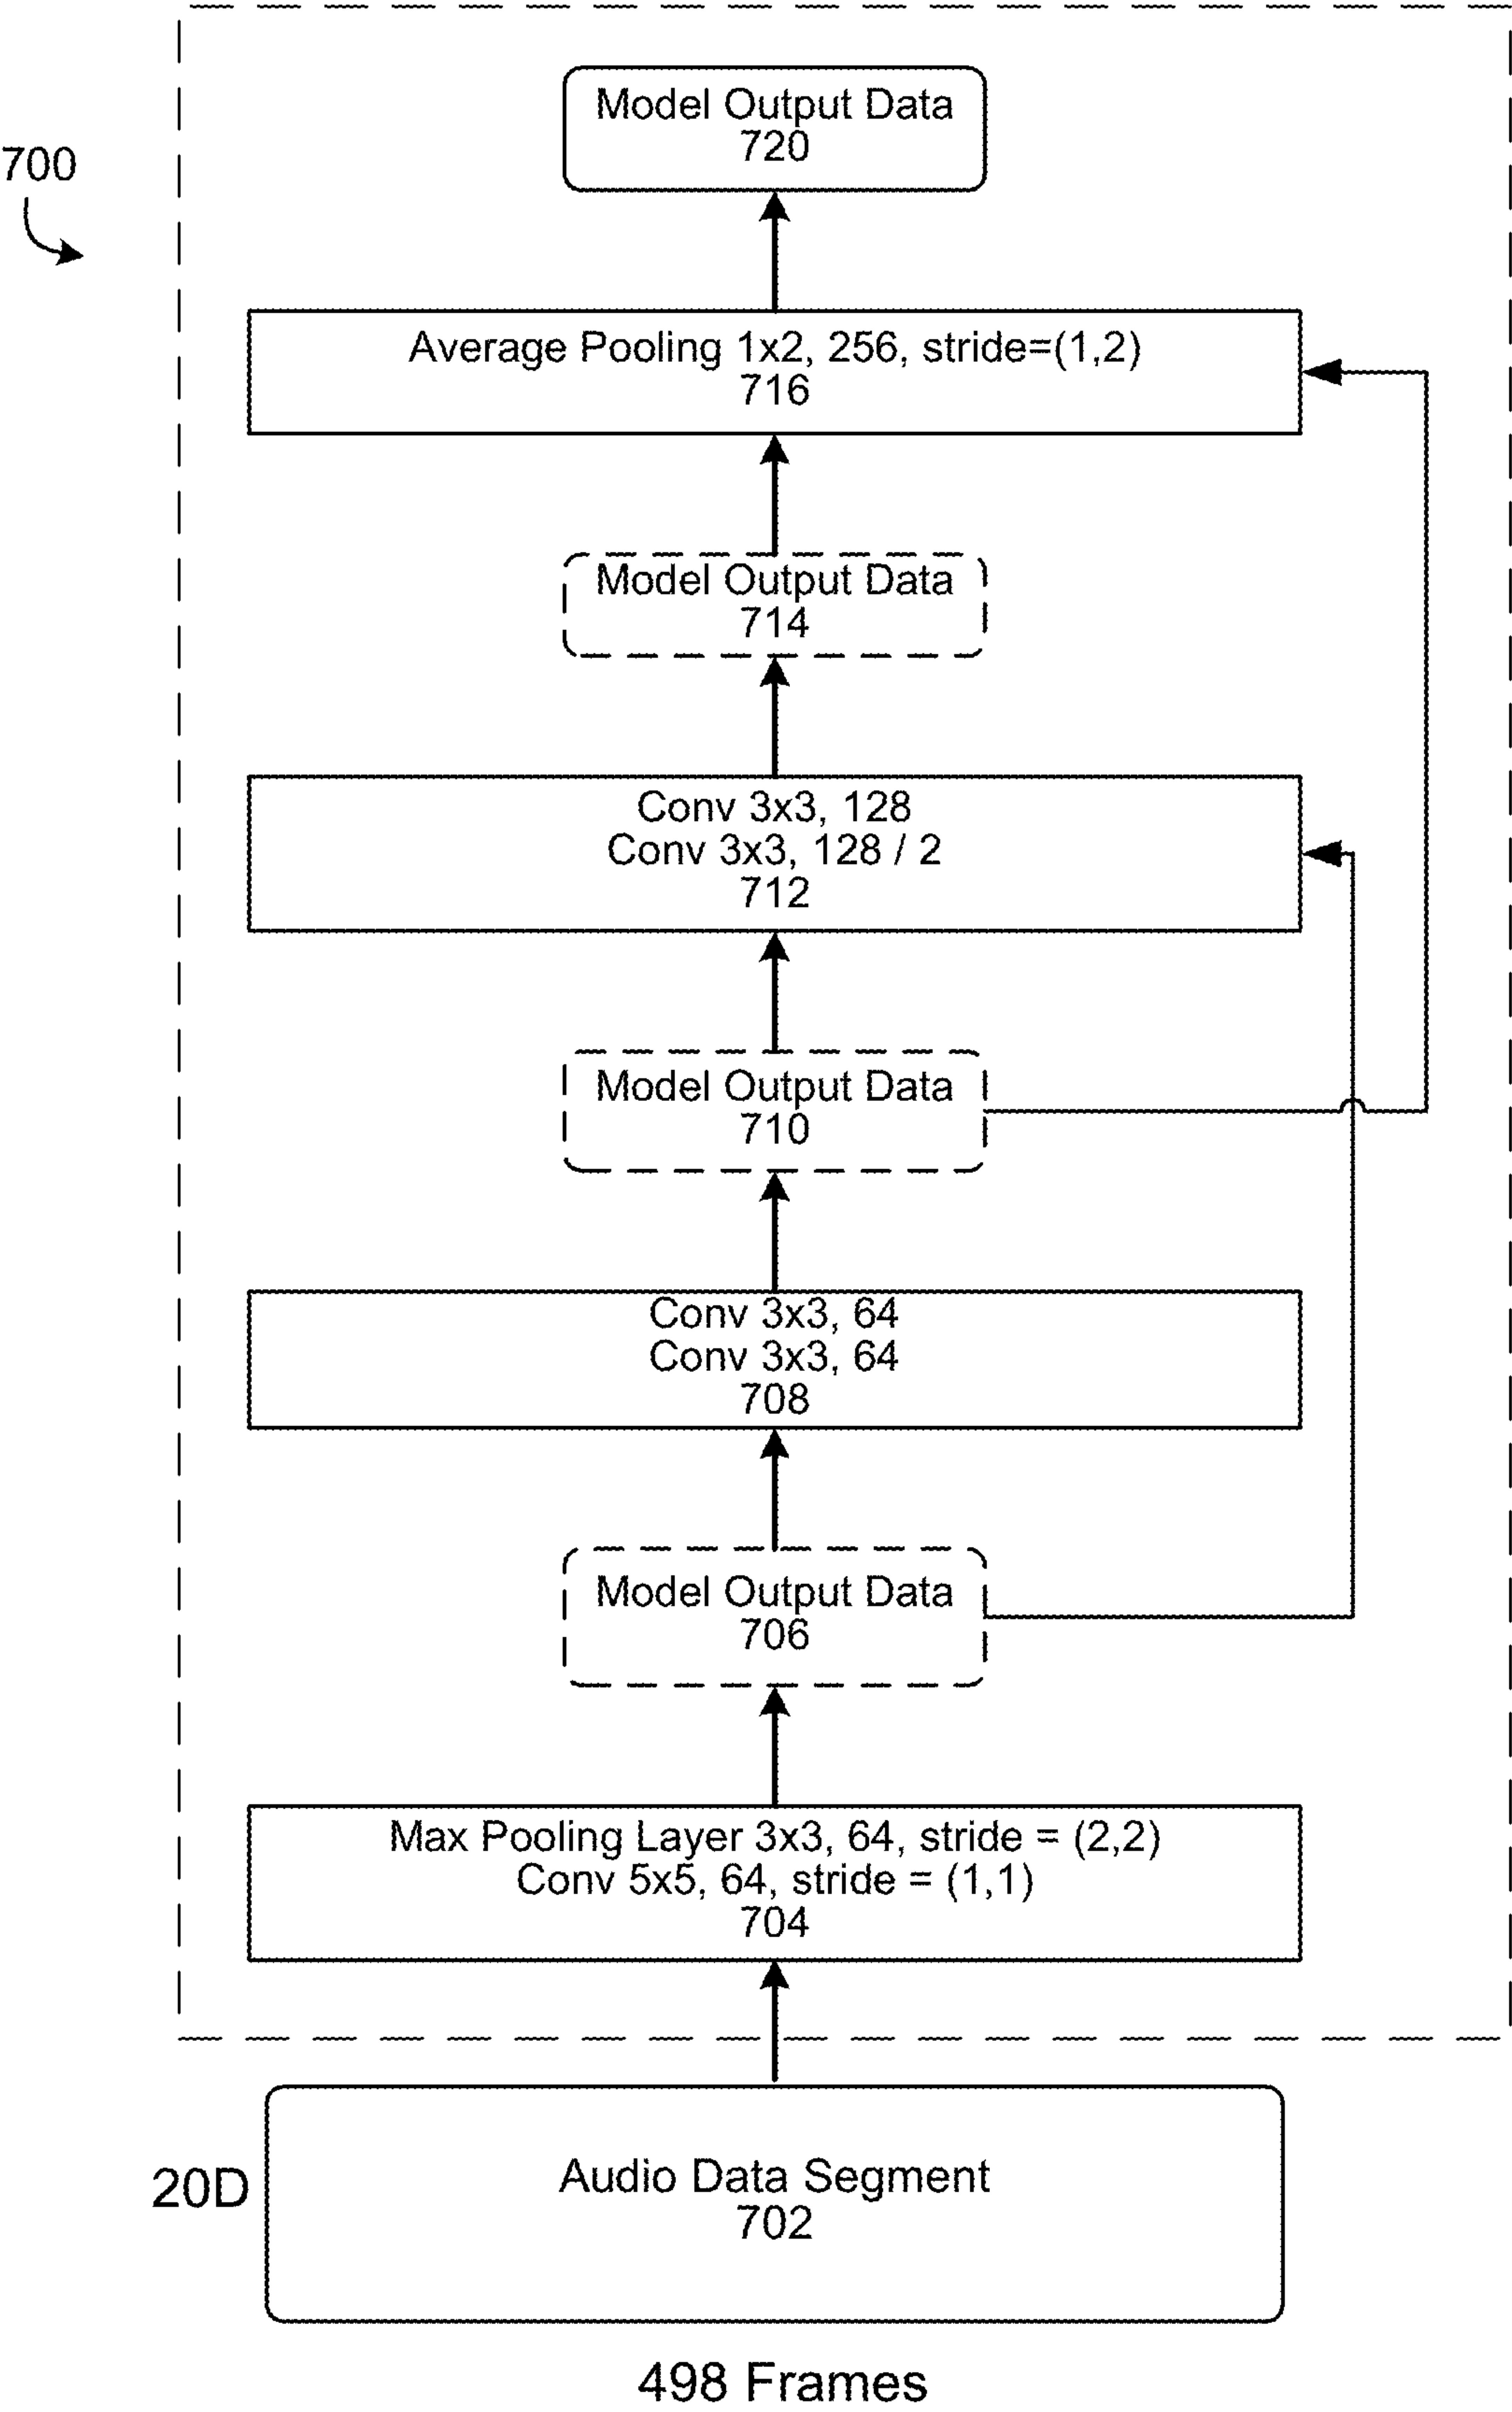 700
Model Output Data
720
Average Pooling 1x2, 256, stride=(1,2)
716
Model Output Data
714
Conv 3x3, 128
Conv 3x3, 128 / 2
712
Model Output Data
710
Conv 3x3, 64
Conv 3x3, 64
708
Model Output Data
706
Max Pooling Layer 3x3, 64, stride = (2,2)
Conv 5x5, 64, stride = (1,1)
704
20D
Audio Data Segment
702
498 Frames